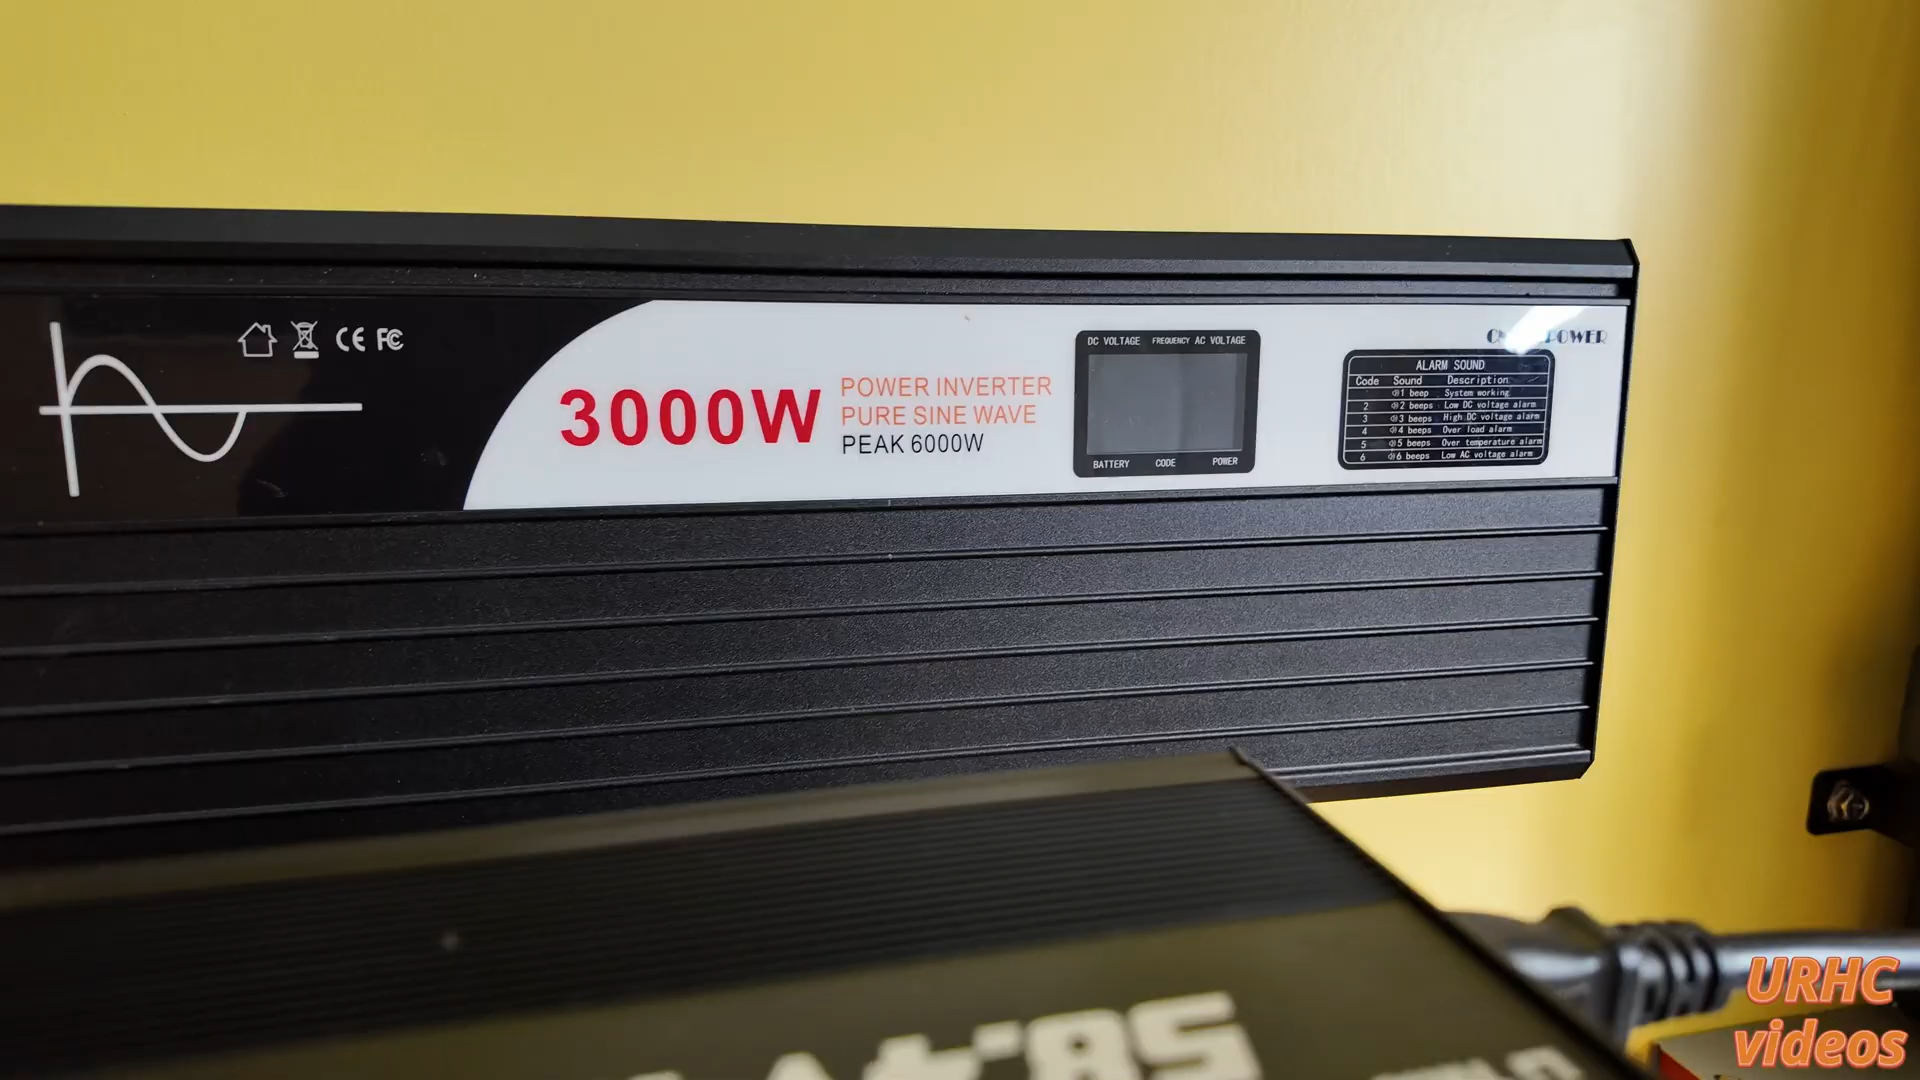 CE FC
3000W
POWER INVERTER
PURE SINE WAVE
PEAK 6000W
DC VOLTAGE FREQUENCY AC VOLTAGE
BATTERY CODE POWER
POWER
ALARM SOUND
Code Sound Description
1 beep System working
2 2 beeps Low DC voltage alarm
3 3 beeps High DC voltage alarm
4 4 beeps Over load alarm
5 5 beeps Over temperature alarm
6 6 beeps Low AC voltage alarm
58.4V
URHC
videos